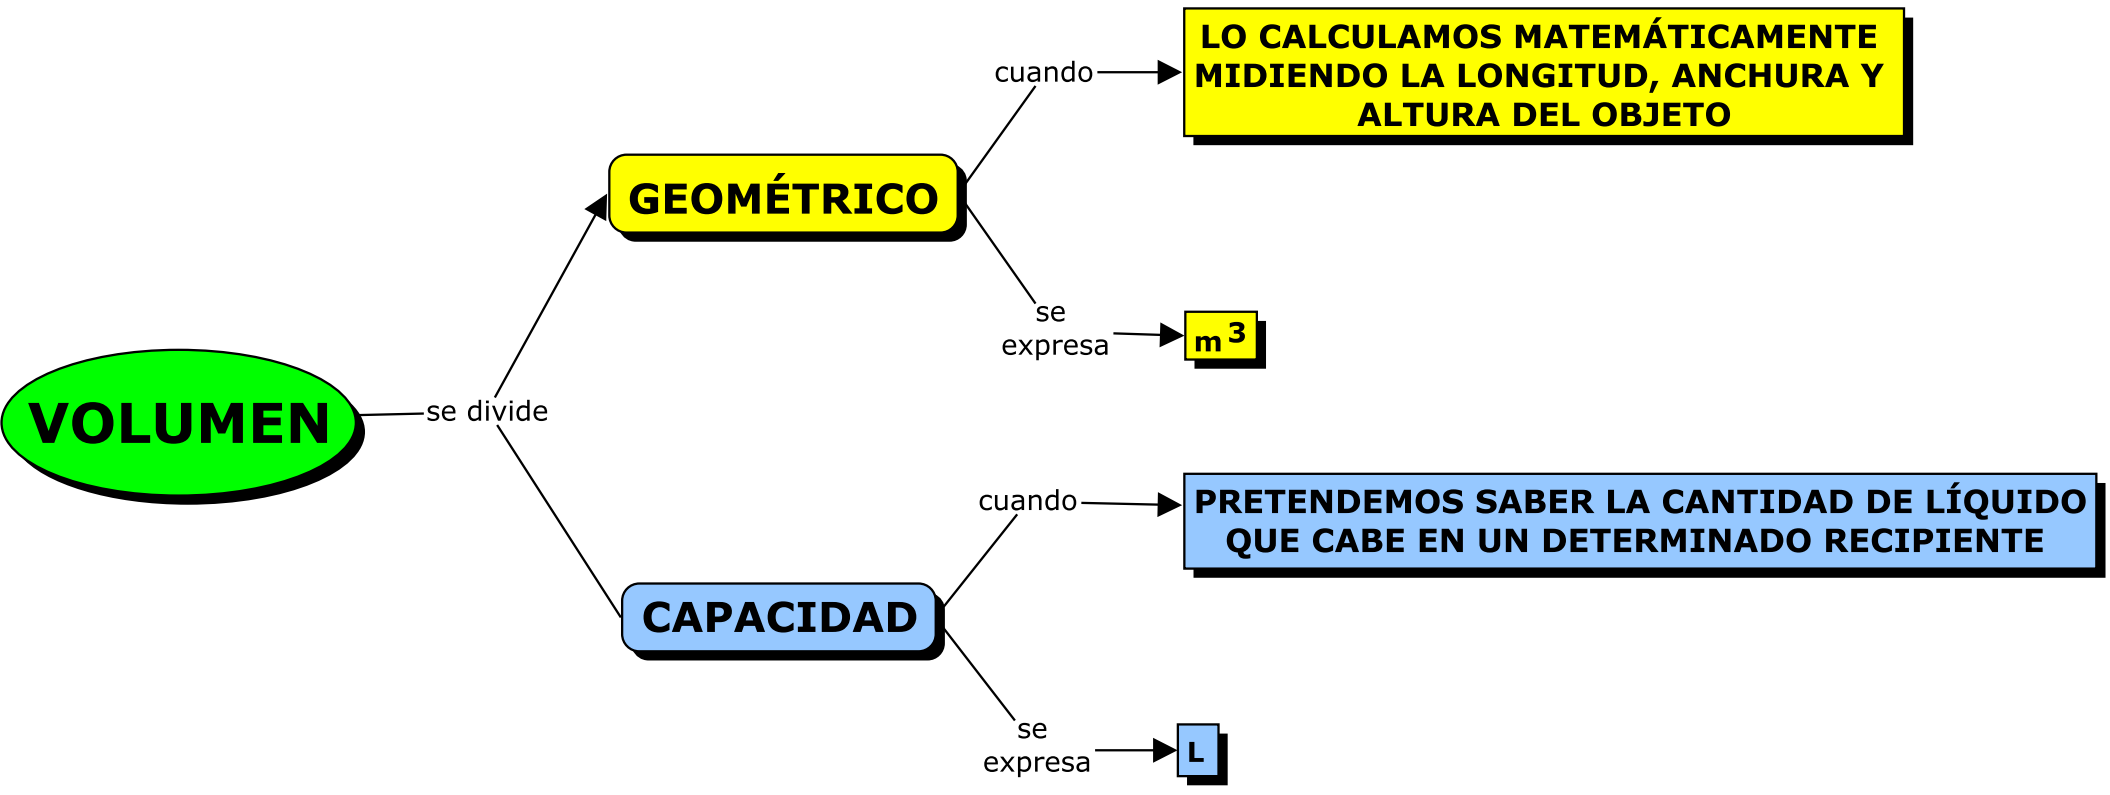 LO CALCULAMOS MATEMÁTICAMENTE
MIDIENDO LA LONGITUD, ANCHURA Y
ALTURA DEL OBJETO
cuando
GEOMÉTRICO
se
expresa
m3
VOLUMEN
se divide
cuando
PRETENDEMOS SABER LA CANTIDAD DE LÍQUIDO
QUE CABE EN UN DETERMINADO RECIPIENTE
CAPACIDAD
se
expresa
L